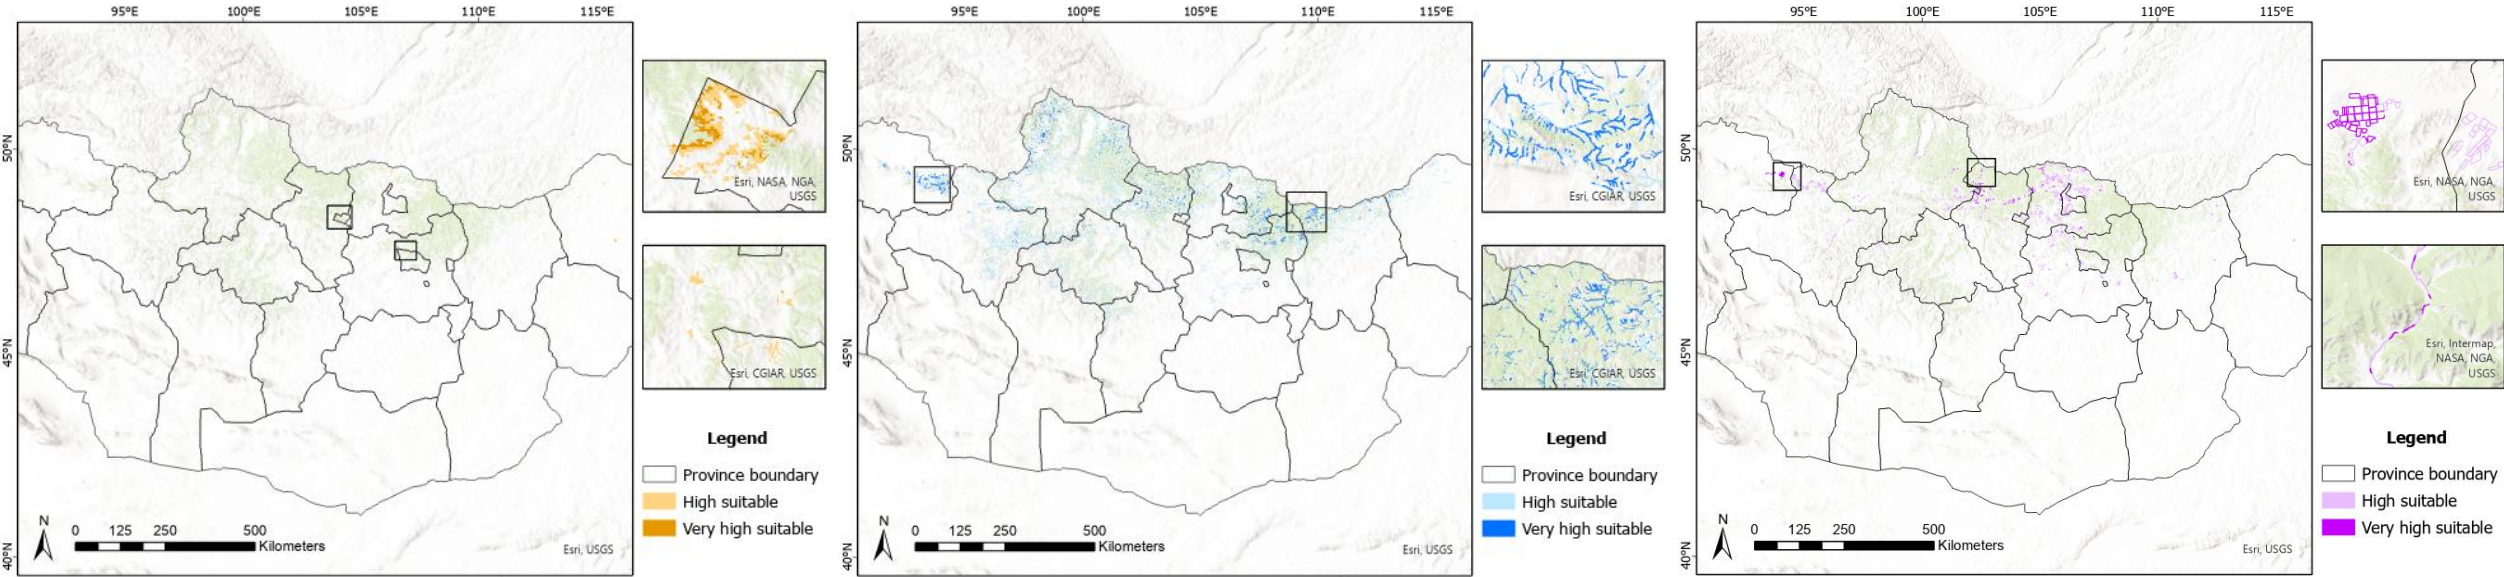 95°E 100°E 105°E 110°E 115°E
50°N
45°N
40°N
N
0 125 250 500
Kilometers
Esri, USGS
Esri, NASA, NGA,
USGS
Esri, CGIAR, USGS
Legend
Province boundary
High suitable
Very high suitable
95°E 100°E 105°E 110°E 115°E
50°N
45°N
40°N
N
0 125 250 500
Kilometers
Esri, USGS
Esri, CGIAR, USGS
Esri, CGIAR, USGS
Legend
Province boundary
High suitable
Very high suitable
95°E 100°E 105°E 110°E 115°E
50°N
45°N
40°N
N
0 125 250 500
Kilometers
Esri, USGS
Esri, NASA, NGA,
USGS
Esri, Intermap,
NASA, NGA,
USGS
Legend
Province boundary
High suitable
Very high suitable